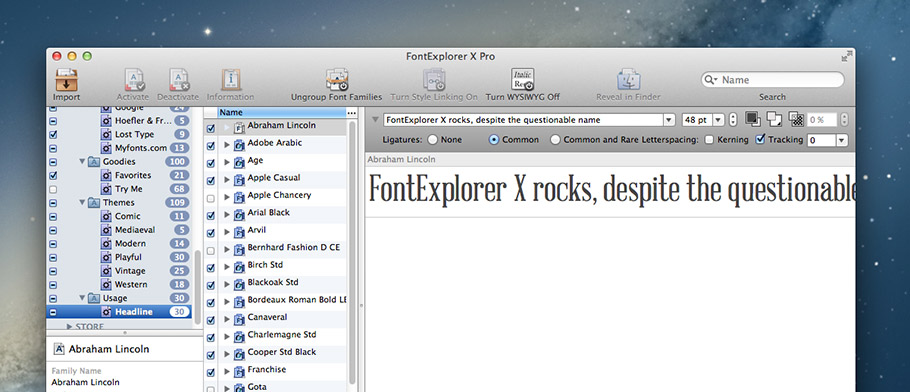 FontExplorer X Pro
Import
Activate
Deactivate
Information
Ungroup Font Families
Turn Style Linking On
Turn WYSIWYG Off
Reveal in Finder
Name
Search
Italic
Google
Hoefler & Fr... 5
Lost Type 9
Myfonts.com 13
Goodies 100
Favorites 21
Try Me 68
Themes 109
Comic 11
Mediaeval 5
Modern 14
Playful 30
Vintage 25
Western 18
Usage 30
Headline 30
STORE
Abraham Lincoln
Family Name
Abraham Lincoln
Name
Abraham Lincoln
Adobe Arabic
Age
Apple Casual
Apple Chancery
Arial Black
Arvil
Bernhard Fashion D CE
Birch Std
Blackoak Std
Bordeaux Roman Bold LE
Canaveral
Charlemagne Std
Cooper Std Black
Franchise
Gota
FontExplorer X rocks, despite the questionable name
48 pt
0 %
Ligatures: None Common Common and Rare Letterspacing: Kerning Tracking 0
Abraham Lincoln
FontExplorer X rocks, despite the questionable